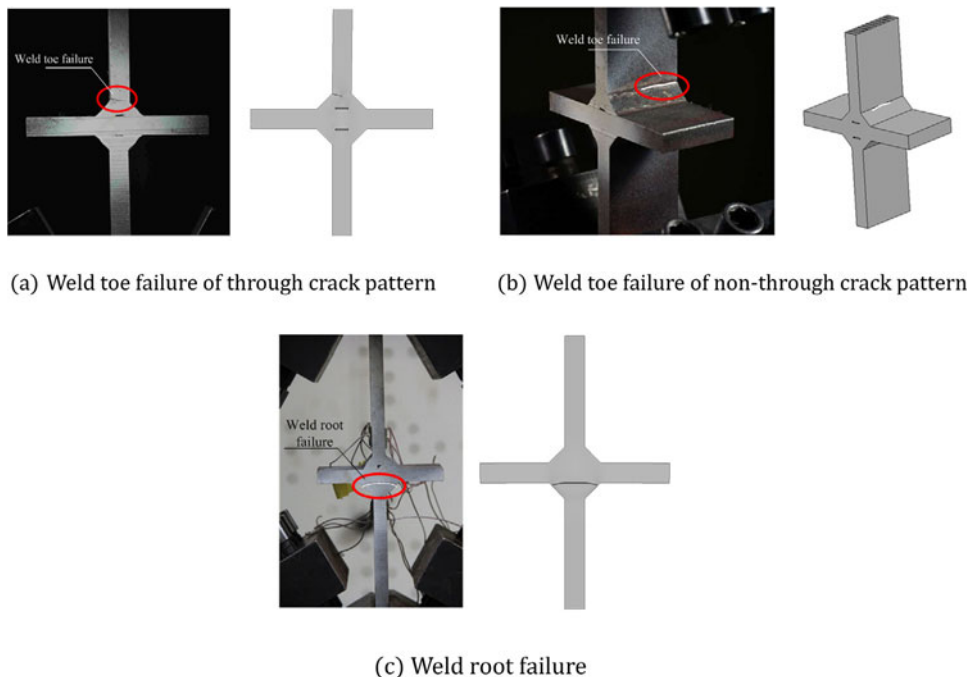 Weld toe failure
Weld toe failure
(a) Weld toe failure of through crack pattern
(b) Weld toe failure of non-through crack pattern
Weld root
failure
(c) Weld root failure